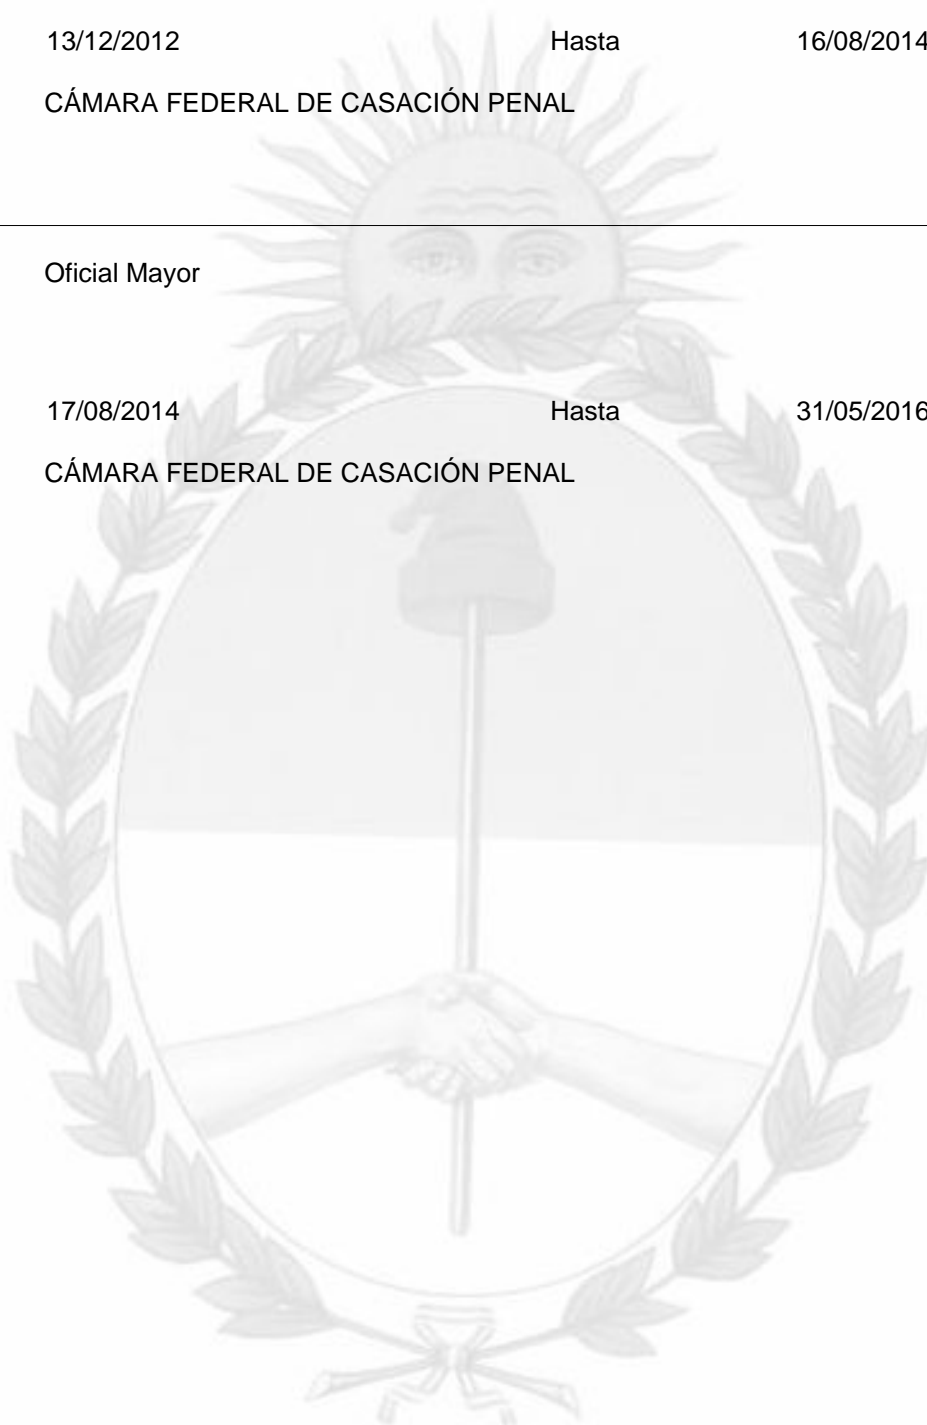 13/12/2012 Hasta 16/08/2014
CÁMARA FEDERAL DE CASACIÓN PENAL
Oficial Mayor
17/08/2014 Hasta 31/05/2016
CÁMARA FEDERAL DE CASACIÓN PENAL